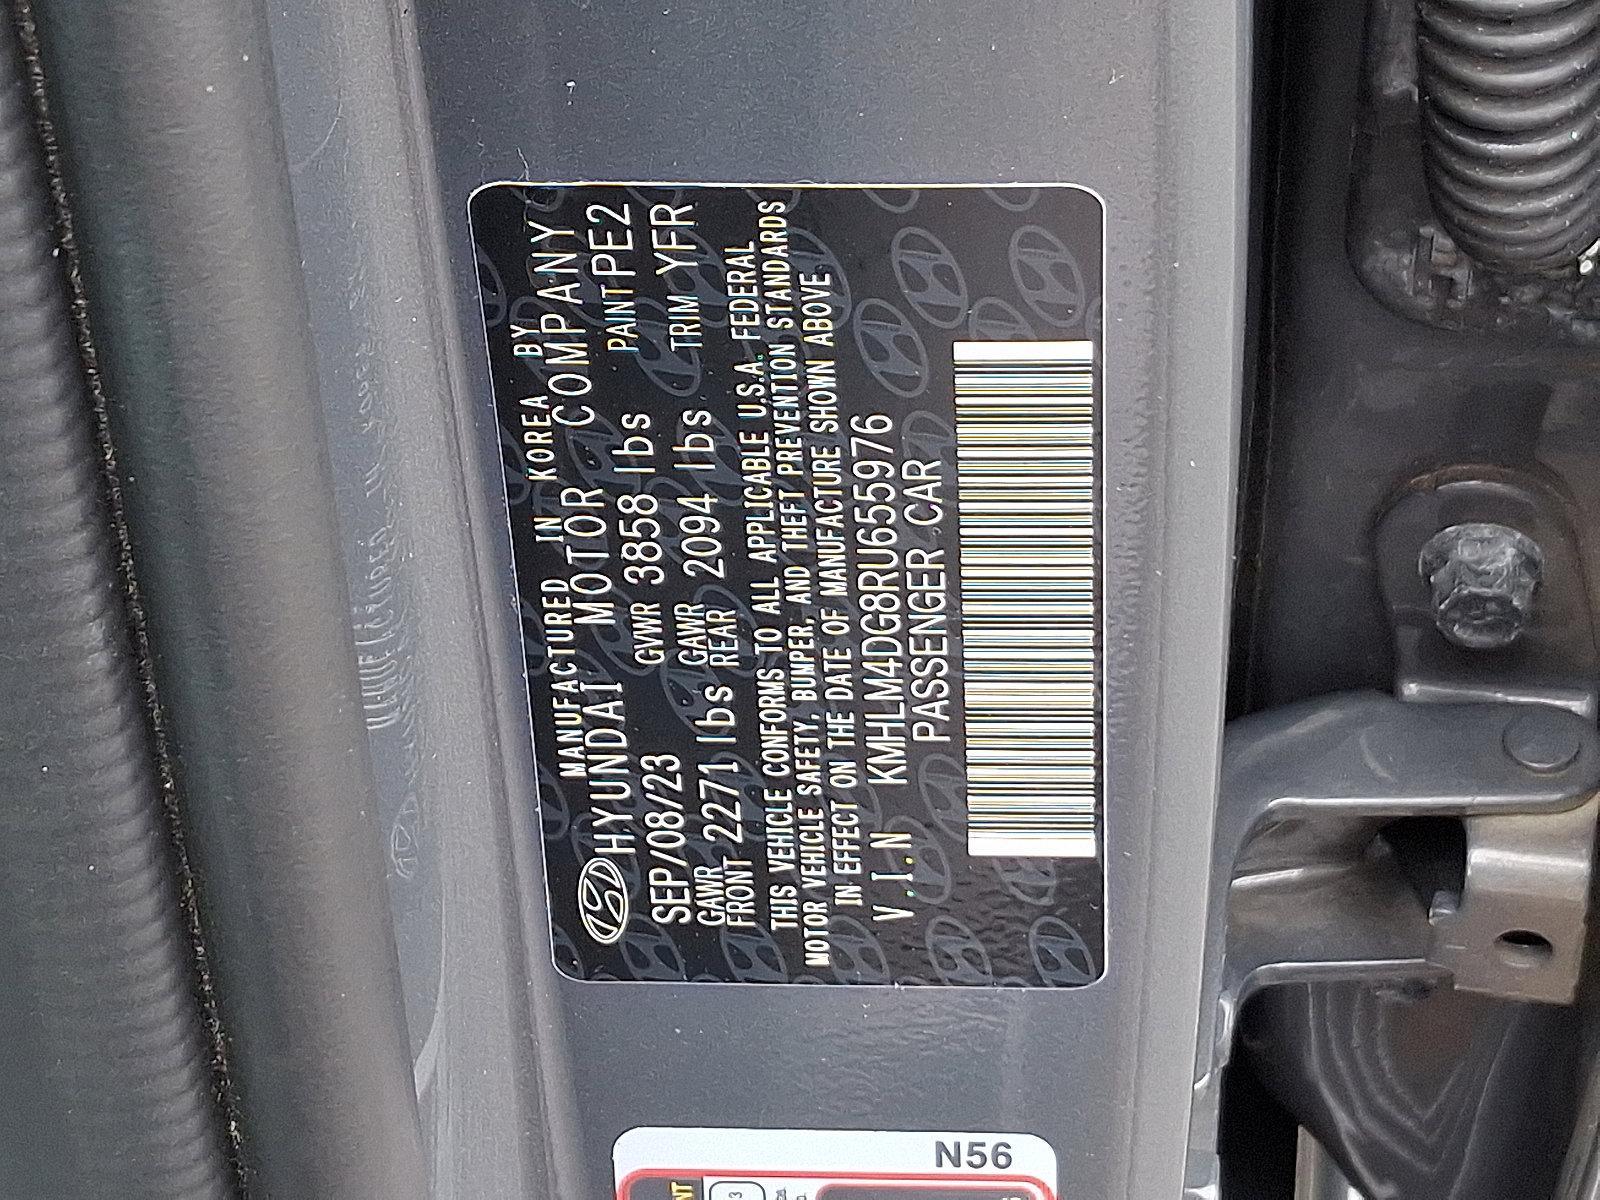 MANUFACTURED IN KOREA BY
HYUNDAI MOTOR COMPANY
SEP/08/23 GVWR 3858 lbs PAINT PE2
GAWR FRONT 2271 lbs GAWR REAR 2094 lbs TRIM YFR
THIS VEHICLE CONFORMS TO ALL APPLICABLE U.S.A. FEDERAL
MOTOR VEHICLE SAFETY, BUMPER, AND THEFT PREVENTION STANDARDS
IN EFFECT ON THE DATE OF MANUFACTURE SHOWN ABOVE.
V.I.N KMHLM4DG8RU655976
PASSENGER CAR
N56